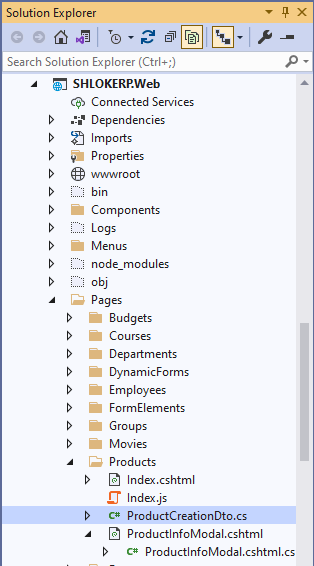 Solution Explorer
Search Solution Explorer (Ctrl+;)
SHLOKERP.Web
Connected Services
Dependencies
Imports
Properties
wwwroot
bin
Components
Logs
Menus
node_modules
obj
Pages
Budgets
Courses
Departments
DynamicForms
Employees
FormElements
Groups
Movies
Products
Index.cshtml
Index.js
C# ProductCreationDto.cs
ProductInfoModal.cshtml
C# ProductInfoModal.cshtml.cs